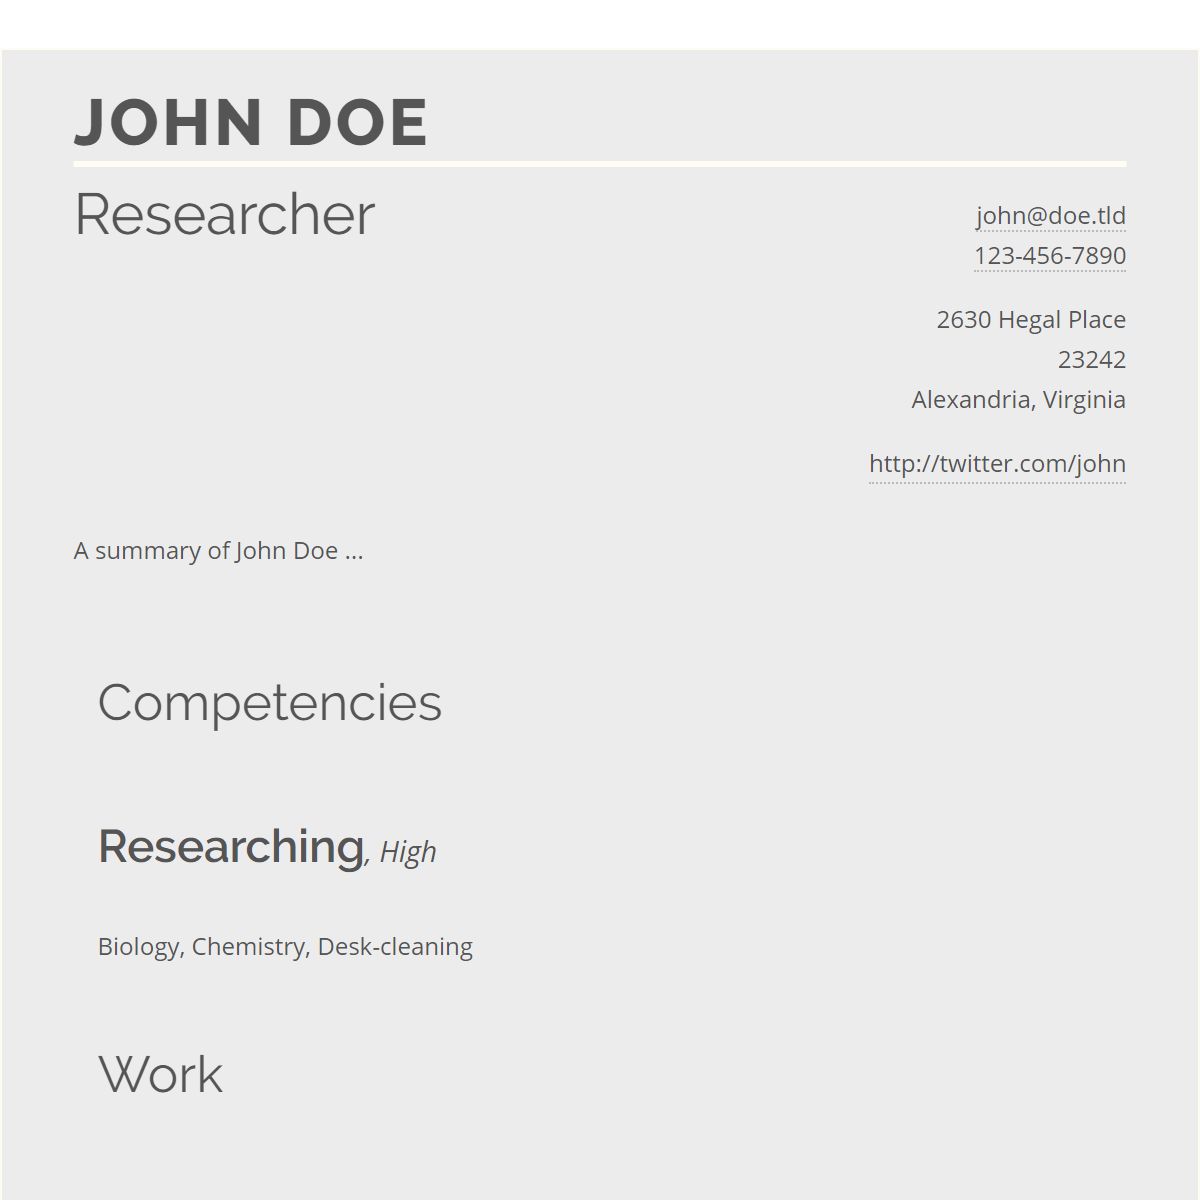 JOHN DOE
Researcher
john@doe.tld
123-456-7890
2630 Hegal Place
23242
Alexandria, Virginia
http://twitter.com/john
A summary of John Doe ...
Competencies
Researching, High
Biology, Chemistry, Desk-cleaning
Work